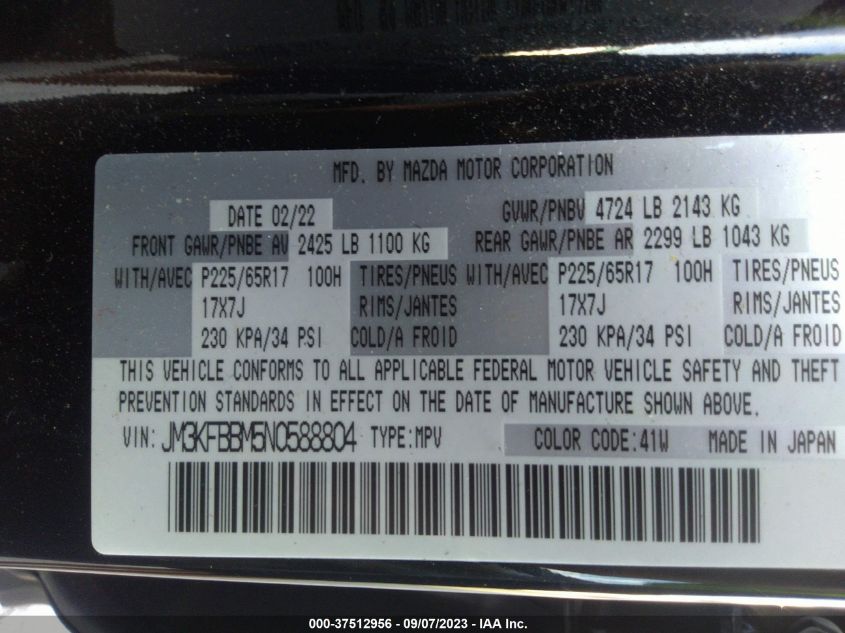 MFD. BY MAZDA MOTOR CORPORATION
DATE 02/22 GVWR/PNBV 4724 LB 2143 KG
FRONT GAWR/PNBE AV 2425 LB 1100 KG REAR GAWR/PNBE AR 2299 LB 1043 KG
WITH/AVEC P225/65R17 100H TIRES/PNEUS WITH/AVEC P225/65R17 100H TIRES/PNEUS
17X7J RIMS/JANTES 17X7J RIMS/JANTES
230 KPA/34 PSI COLD/A FROID 230 KPA/34 PSI COLD/A FROID
THIS VEHICLE CONFORMS TO ALL APPLICABLE FEDERAL MOTOR VEHICLE SAFETY AND THEFT
PREVENTION STANDARDS IN EFFECT ON THE DATE OF MANUFACTURE SHOWN ABOVE.
VIN: JM3KFBBM5N0588804 TYPE:MPV COLOR CODE:41W MADE IN JAPAN
000-37512956 - 09/07/2023 - IAA Inc.